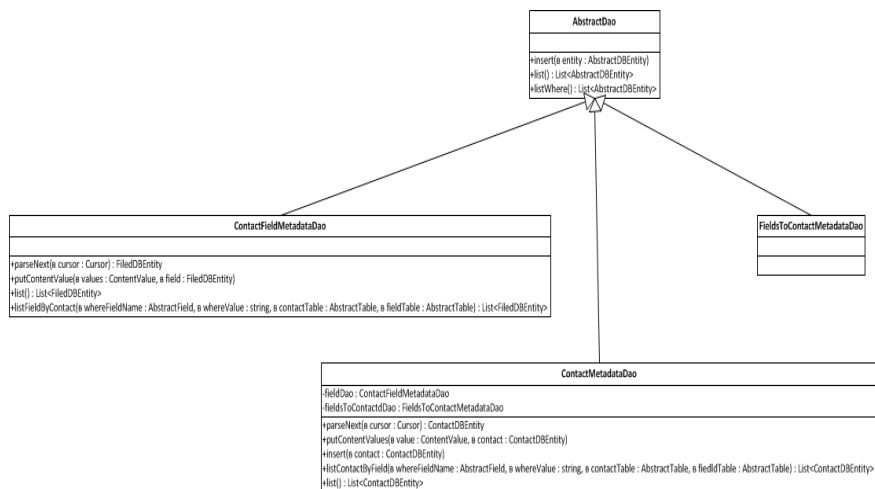 AbstractDao
+insert(в entity : AbstractDBEntity)
+list() : List<AbstractDBEntity>
+listWhere() : List<AbstractDBEntity>
ContactFieldMetadataDao
+parseNext(в cursor : Cursor) : FiledDBEntity
+putContentValue(в values : ContentValue, в field : FiledDBEntity)
+list() : List<FiledDBEntity>
+listFieldByContact(в whereFieldName : AbstractField, в whereValue : string, в contactTable : AbstractTable, в fieldTable : AbstractTable) : List<FiledDBEntity>
FieldsToContactMetadataDao
ContactMetadataDao
-fieldDao : ContactFieldMetadataDao
-fieldsToContactdDao : FieldsToContactMetadataDao
+parseNext(в cursor : Cursor) : ContactDBEntity
+putContentValues(в value : ContentValue, в contact : ContactDBEntity)
+insert(в contact : ContactDBEntity)
+listContactByField(в whereFieldName : AbstractField, в whereValue : string, в contactTable : AbstractTable, в fiedldTable : AbstractTable) : List<ContactDBEntity>
+list() : List<ContactDBEntity>